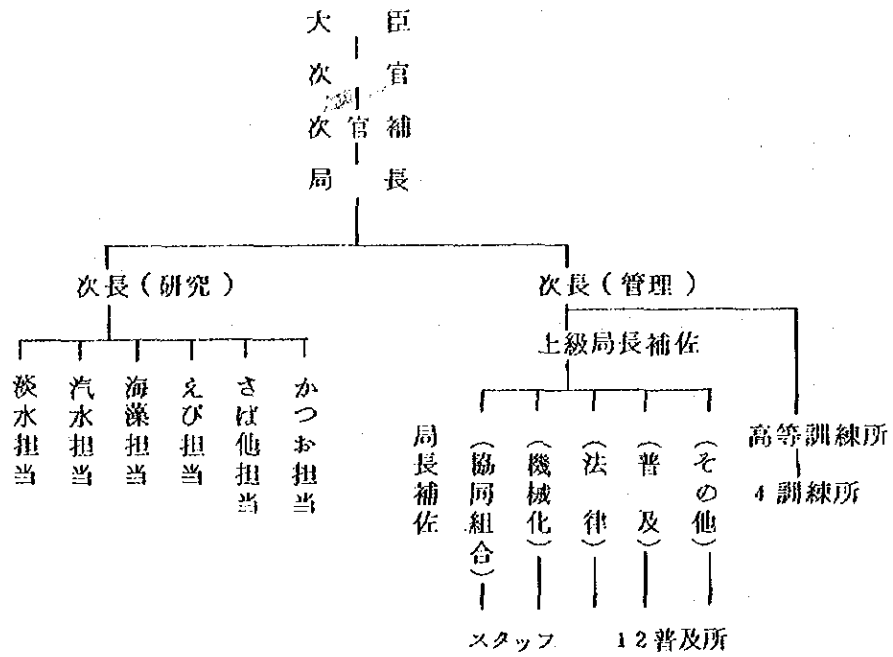 大臣
次官
次官補
局長
次長（研究）
次長（管理）
上級局長補佐
淡水担当
汽水担当
海藻担当
えび担当
さば他担当
かつお担当
局長補佐
（協同組合）
（機械化）
（法律）
（普及）
（その他）
高等訓練所
4訓練所
スタッフ
12普及所